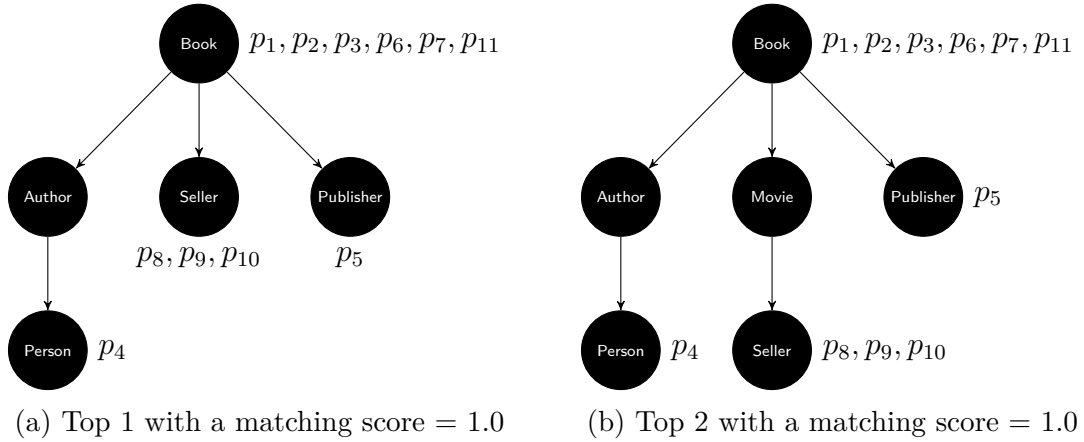 Book p₁, p₂, p₃, p₆, p₇, p₁₁
Author Seller Publisher
p₈, p₉, p₁₀ p₅
Person p₄
(a) Top 1 with a matching score = 1.0
Book p₁, p₂, p₃, p₆, p₇, p₁₁
Author Movie Publisher p₅
Person p₄ Seller p₈, p₉, p₁₀
(b) Top 2 with a matching score = 1.0